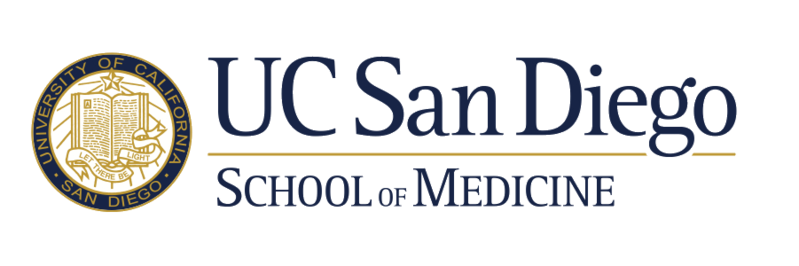 UNIVERSITY OF CALIFORNIA
SAN DIEGO
A
LET THERE BE
LIGHT
UC San Diego
SCHOOL OF MEDICINE